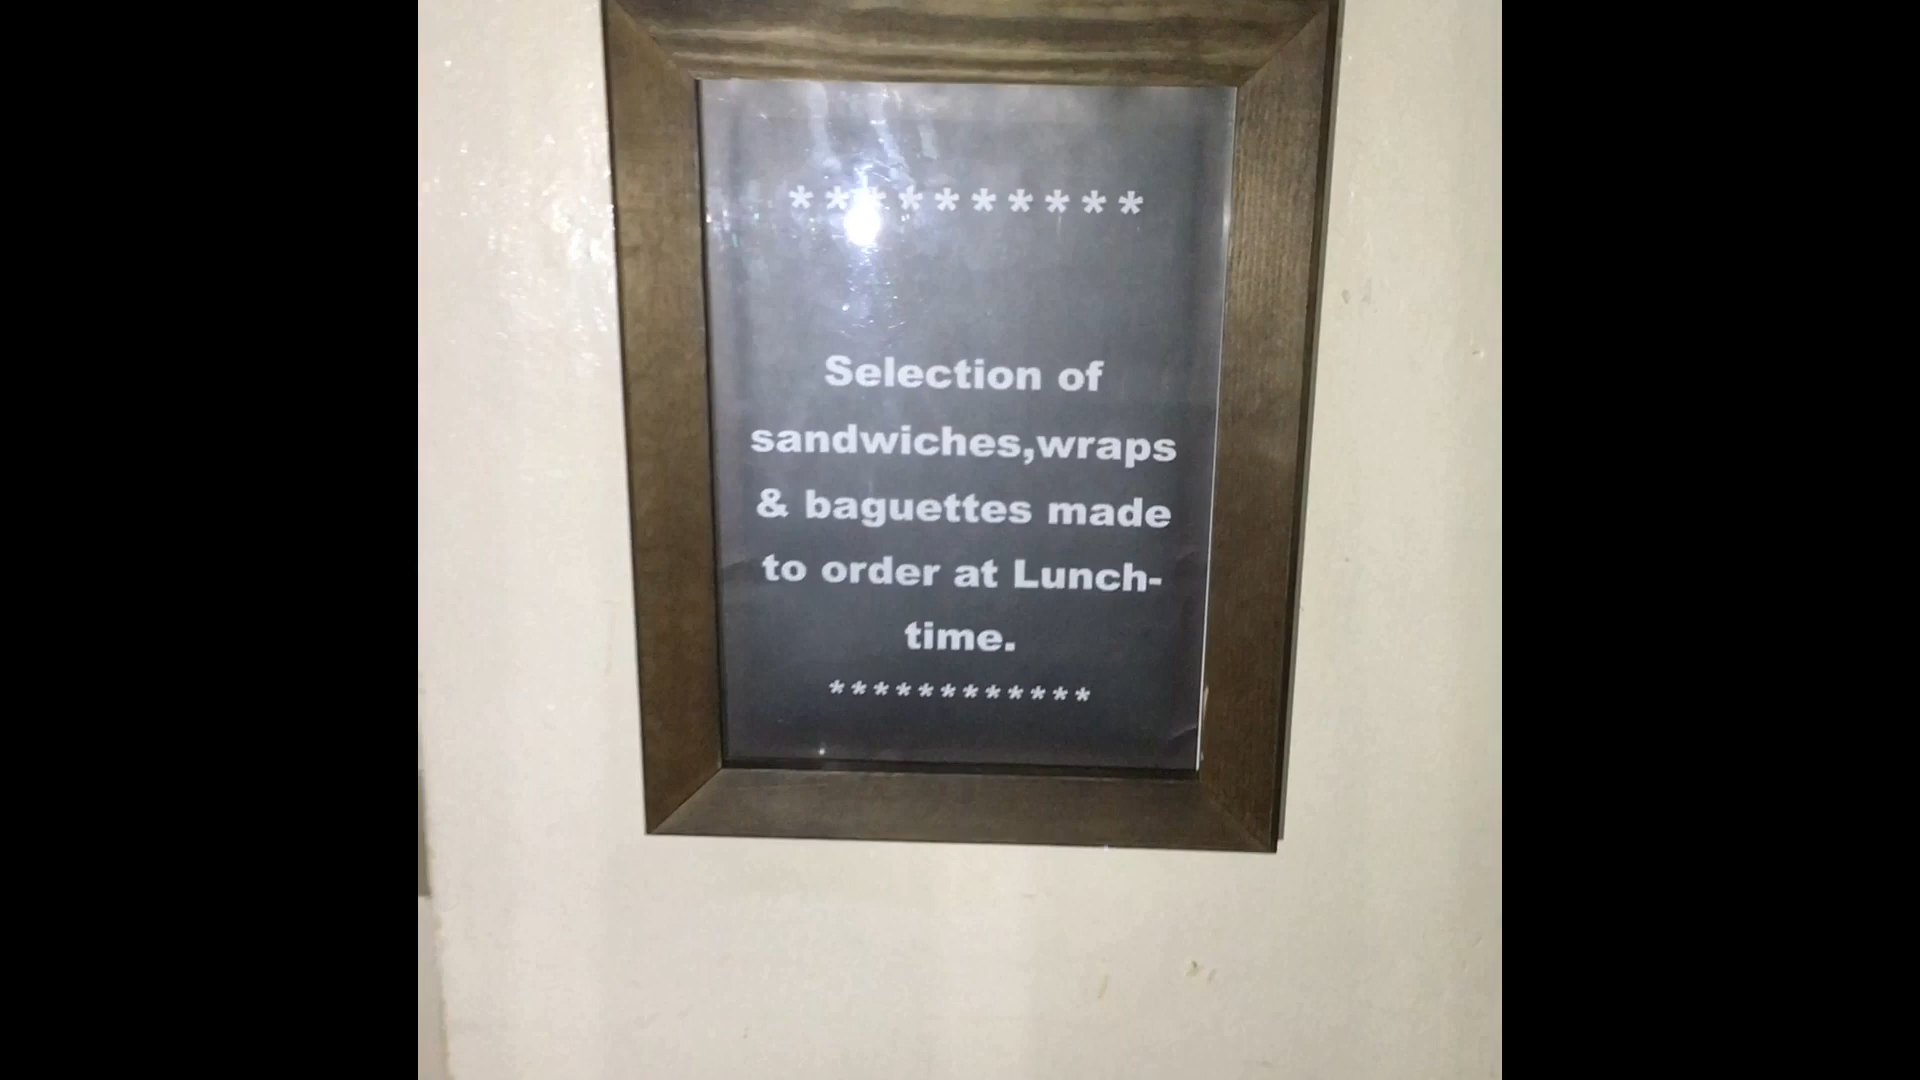 * * * * * * * * * *
Selection of
sandwiches,wraps
& baguettes made
to order at Lunch-
time.
* * * * * * * * * * * *